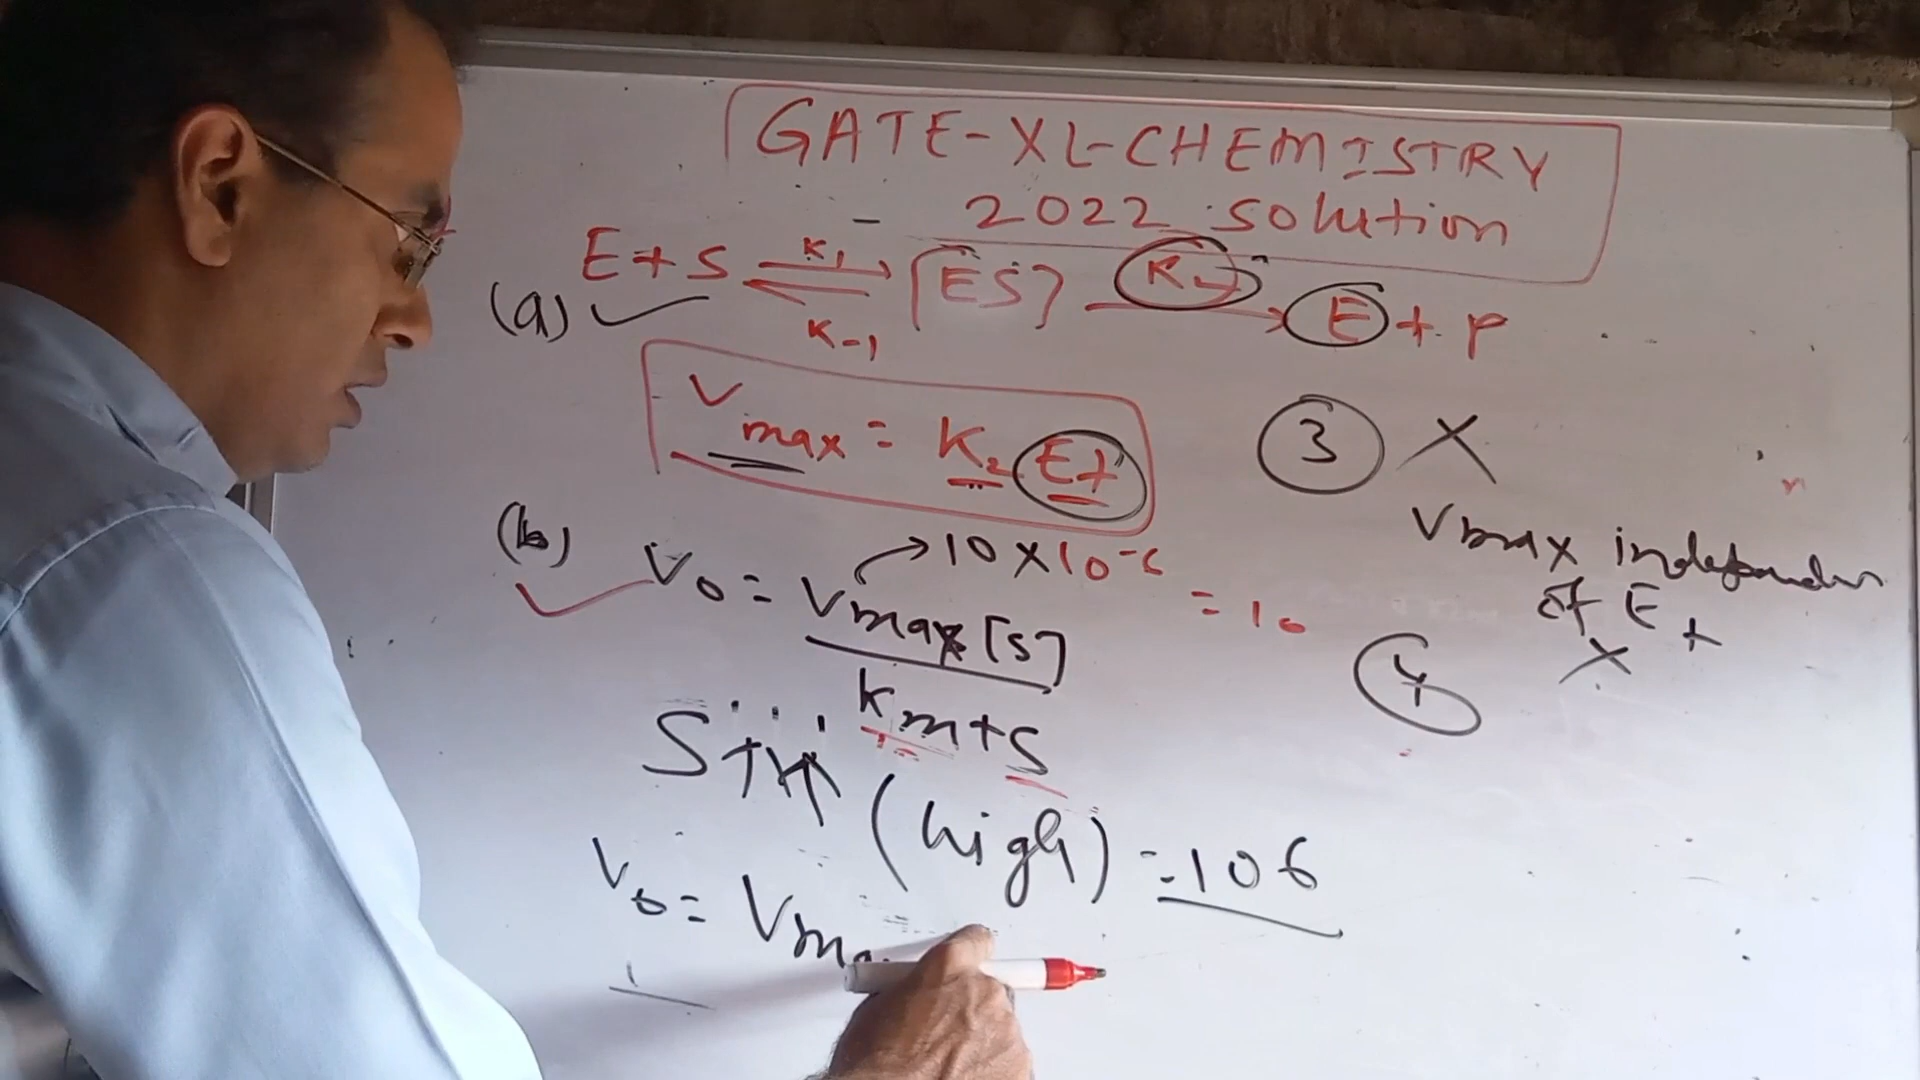 GATE-XL-CHEMISTRY
2022 solution
(a) E+S K1 K-1 [ES] K2 E+P
Vmax = K2 Et
3 X
Vmax independen
of Et
X
4
(b) V0 = Vmax[S]
Km+S
10 X 10-6
= 10
S (high) = 106
V0 = Vma